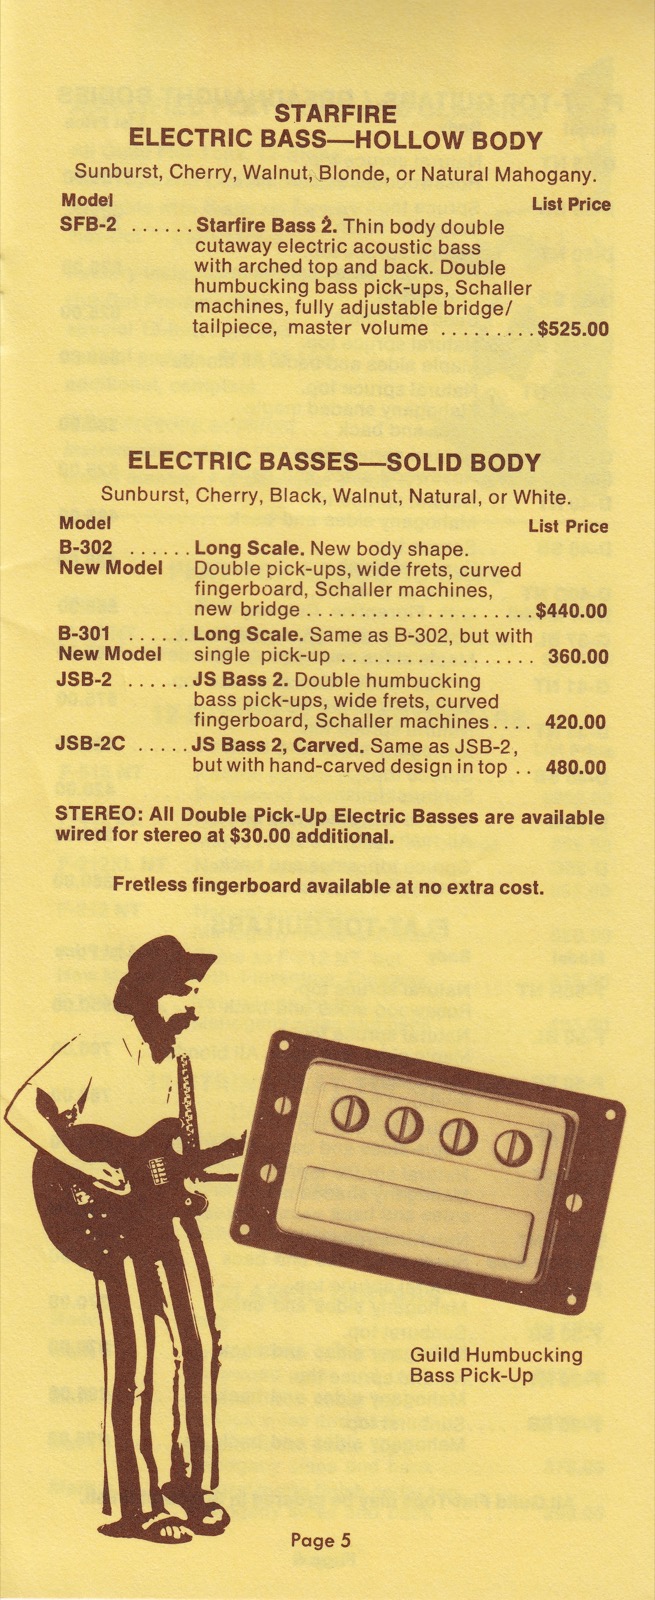 STARFIRE
ELECTRIC BASS—HOLLOW BODY
Sunburst, Cherry, Walnut, Blonde, or Natural Mahogany.
Model List Price
SFB-2 ...... Starfire Bass 2. Thin body double
cutaway electric acoustic bass
with arched top and back. Double
humbucking bass pick-ups, Schaller
machines, fully adjustable bridge/
tailpiece, master volume ......... $525.00
ELECTRIC BASSES—SOLID BODY
Sunburst, Cherry, Black, Walnut, Natural, or White.
Model List Price
B-302 ...... Long Scale. New body shape.
New Model Double pick-ups, wide frets, curved
fingerboard, Schaller machines,
new bridge ...................... $440.00
B-301 ...... Long Scale. Same as B-302, but with
New Model single pick-up .................. 360.00
JSB-2 ...... JS Bass 2. Double humbucking
bass pick-ups, wide frets, curved
fingerboard, Schaller machines.... 420.00
JSB-2C ..... JS Bass 2, Carved. Same as JSB-2,
but with hand-carved design in top .. 480.00
STEREO: All Double Pick-Up Electric Basses are available
wired for stereo at $30.00 additional.
Fretless fingerboard available at no extra cost.
Guild Humbucking
Bass Pick-Up
Page 5